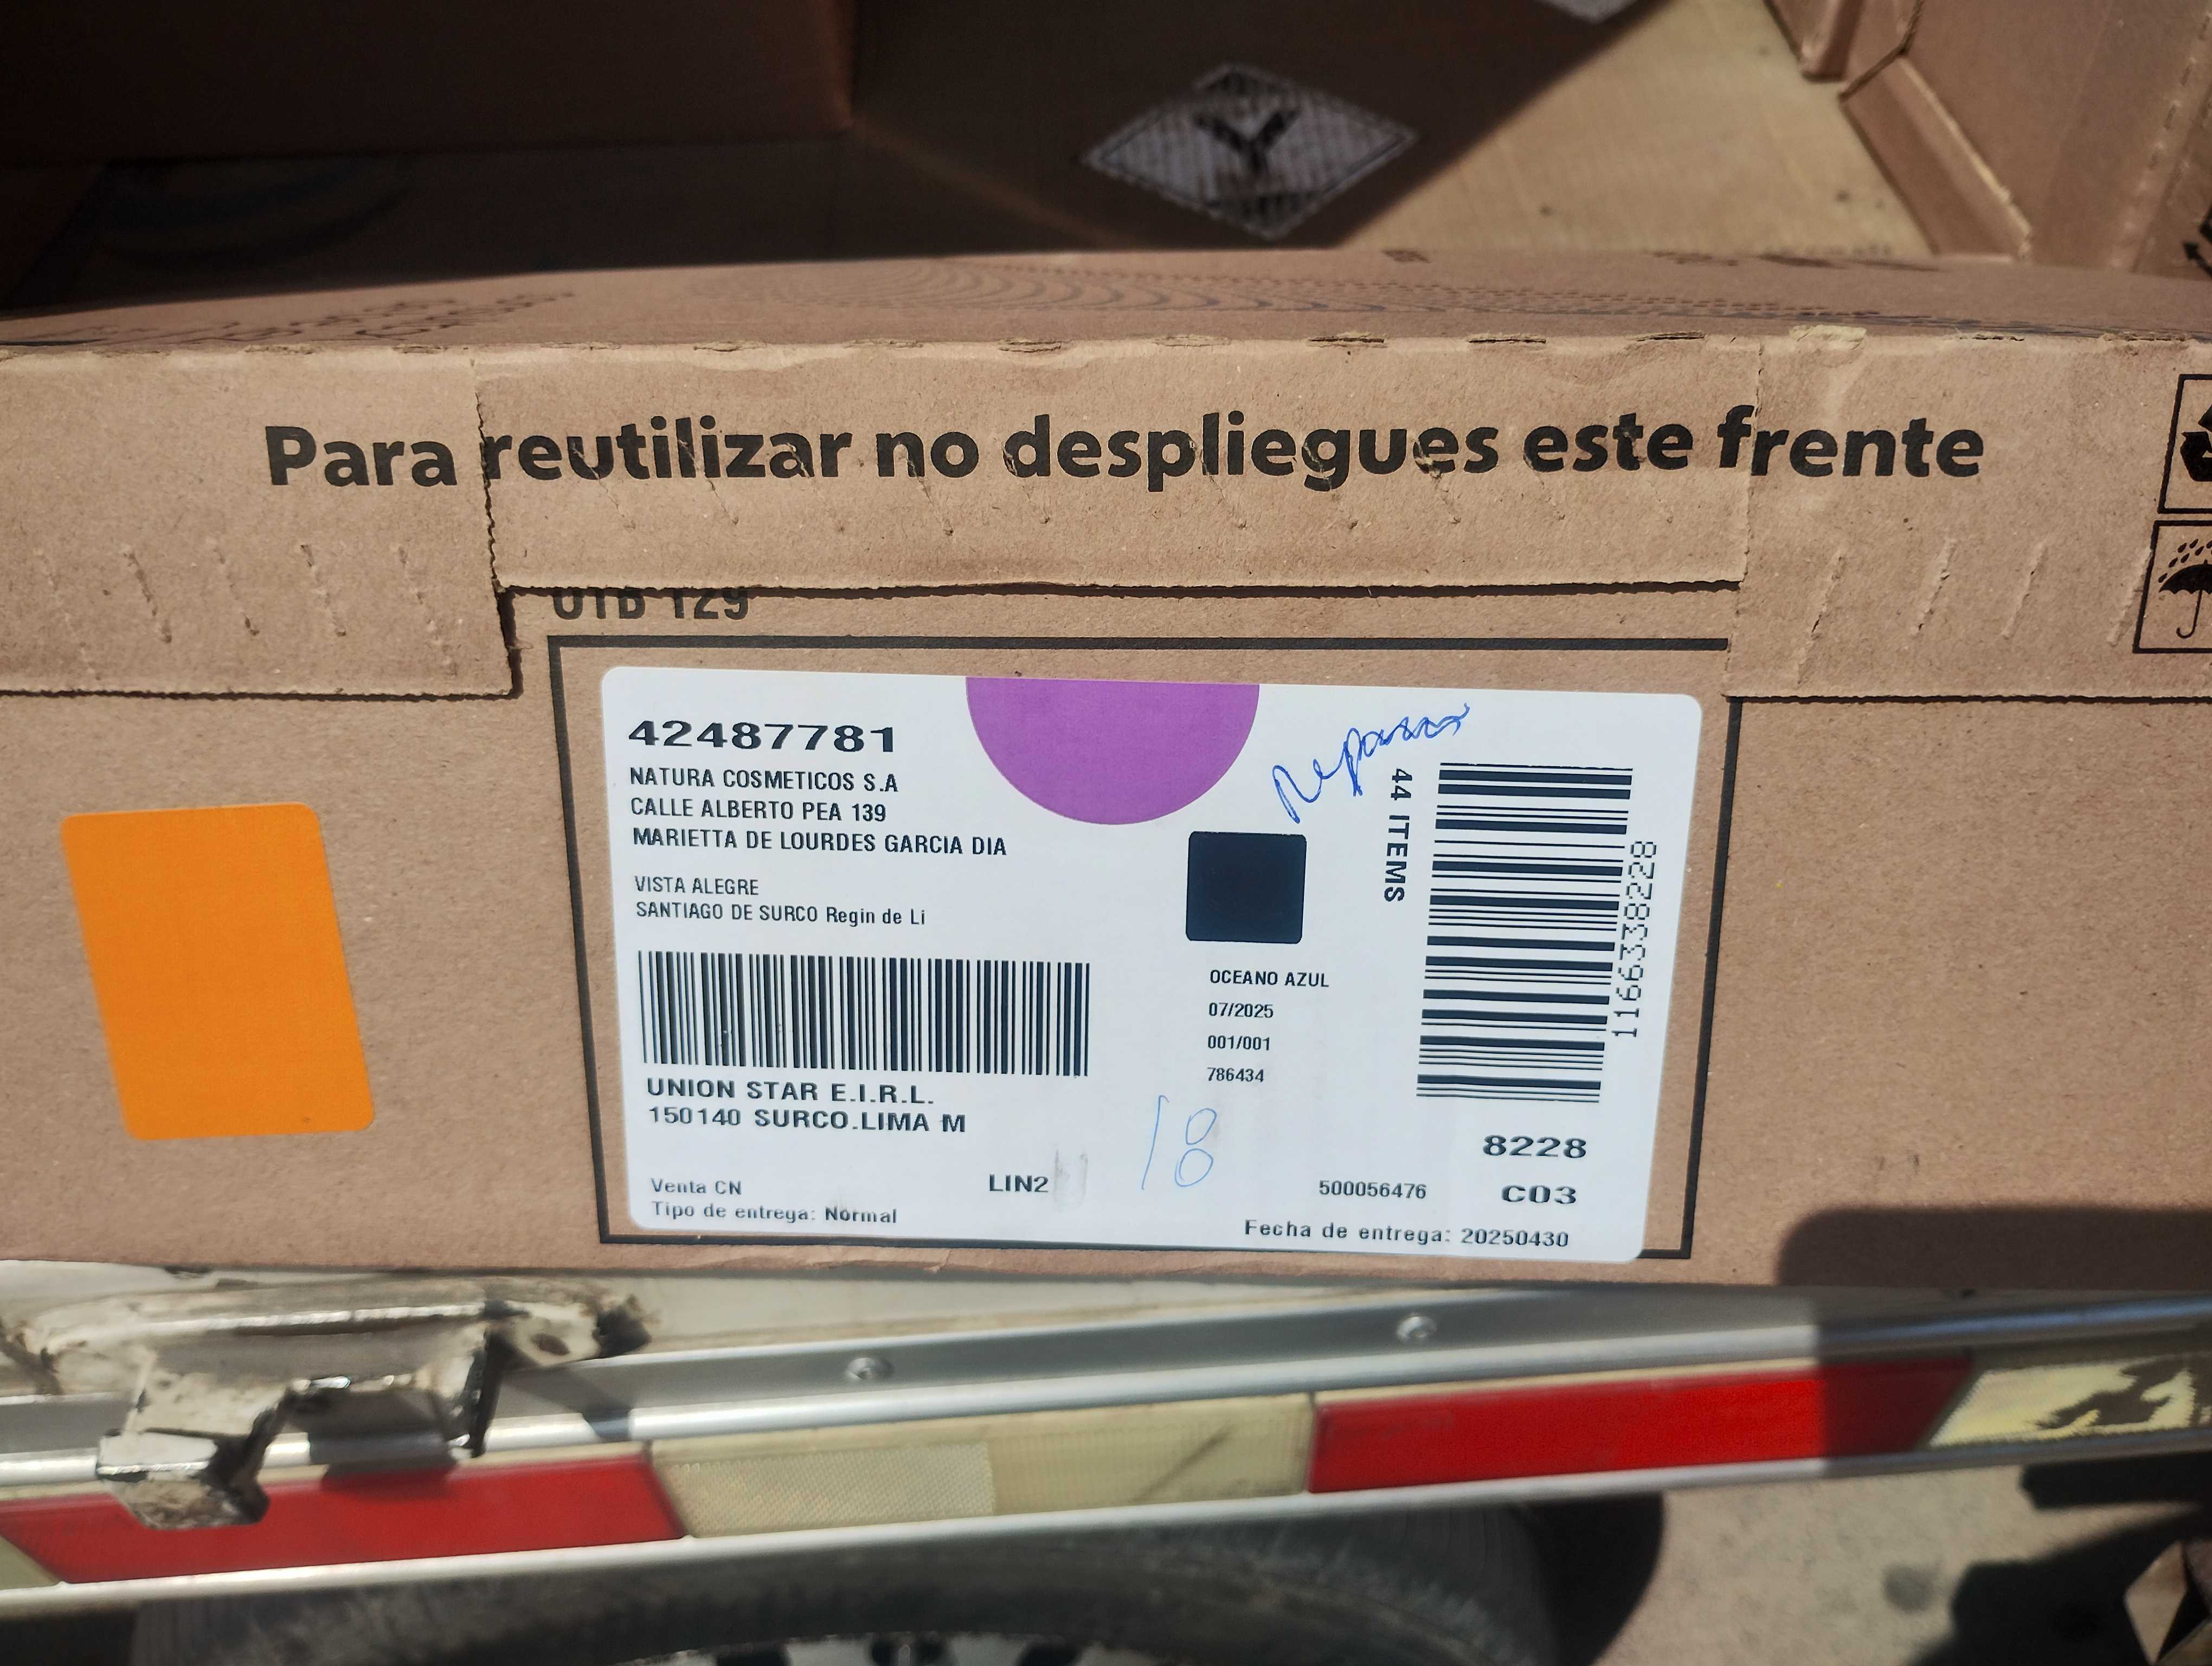 Para reutilizar no despliegues este frente
42487781
NATURA COSMETICOS S.A
CALLE ALBERTO PEA 139
MARIETTA DE LOURDES GARCIA DIA
VISTA ALEGRE
SANTIAGO DE SURCO Regin de Li
UNION STAR E.I.R.L.
150140 SURCO.LIMA M
Venta CN
LIN2
Tipo de entrega: Normal
OCEANO AZUL
07/2025
001/001
786434
18
44 ITEMS
1166338228
8228
500056476
C03
Fecha de entrega: 20250430